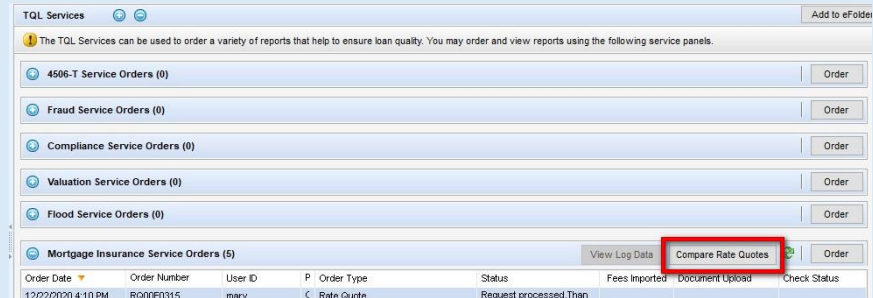 TQL Services
Add to eFolder
The TQL Services can be used to order a variety of reports that help to ensure loan quality. You may order and view reports using the following service panels.
4506-T Service Orders (0) Order
Fraud Service Orders (0) Order
Compliance Service Orders (0) Order
Valuation Service Orders (0) Order
Flood Service Orders (0) Order
Mortgage Insurance Service Orders (5) View Log Data Compare Rate Quotes Order
Order Date Order Number User ID P Order Type Status Fees Imported Document Upload Check Status
12/22/2020 4:10 PM RQ00F0315 mary C Rate Quote Request processed.Than